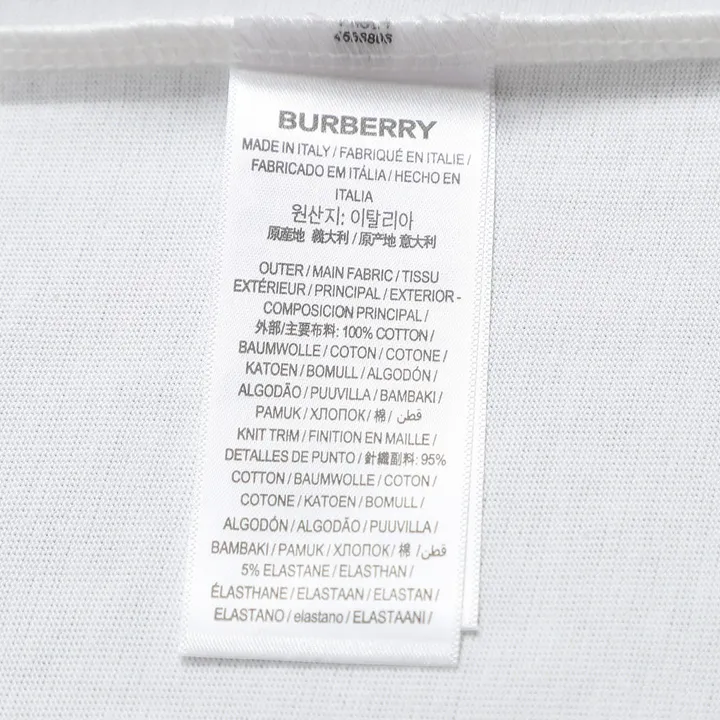 BURBERRY
MADE IN ITALY / FABRIQUÉ EN ITALIE /
FABRICADO EM ITÁLIA / HECHO EN
ITALIA
원산지: 이탈리아
原産地 義大利 / 原产地 意大利
OUTER / MAIN FABRIC / TISSU
EXTÉRIEUR / PRINCIPAL / EXTERIOR -
COMPOSICION PRINCIPAL /
外部/主要布料: 100% COTTON /
BAUMWOLLE / COTON / COTONE /
KATOEN / BOMULL / ALGODÓN /
ALGODÃO / PUUVILLA / BAMBAKI /
PAMUK / ХЛОПОК / 棉 / قطن
KNIT TRIM / FINITION EN MAILLE /
DETALLES DE PUNTO / 針織副料: 95%
COTTON / BAUMWOLLE / COTON /
COTONE / KATOEN / BOMULL /
ALGODÓN / ALGODÃO / PUUVILLA /
BAMBAKI / PAMUK / ХЛОПОК / 棉 / قطن
5% ELASTANE / ELASTHAN /
ÉLASTHANE / ELASTAAN / ELASTAN /
ELASTANO / elastano / ELASTAANI /